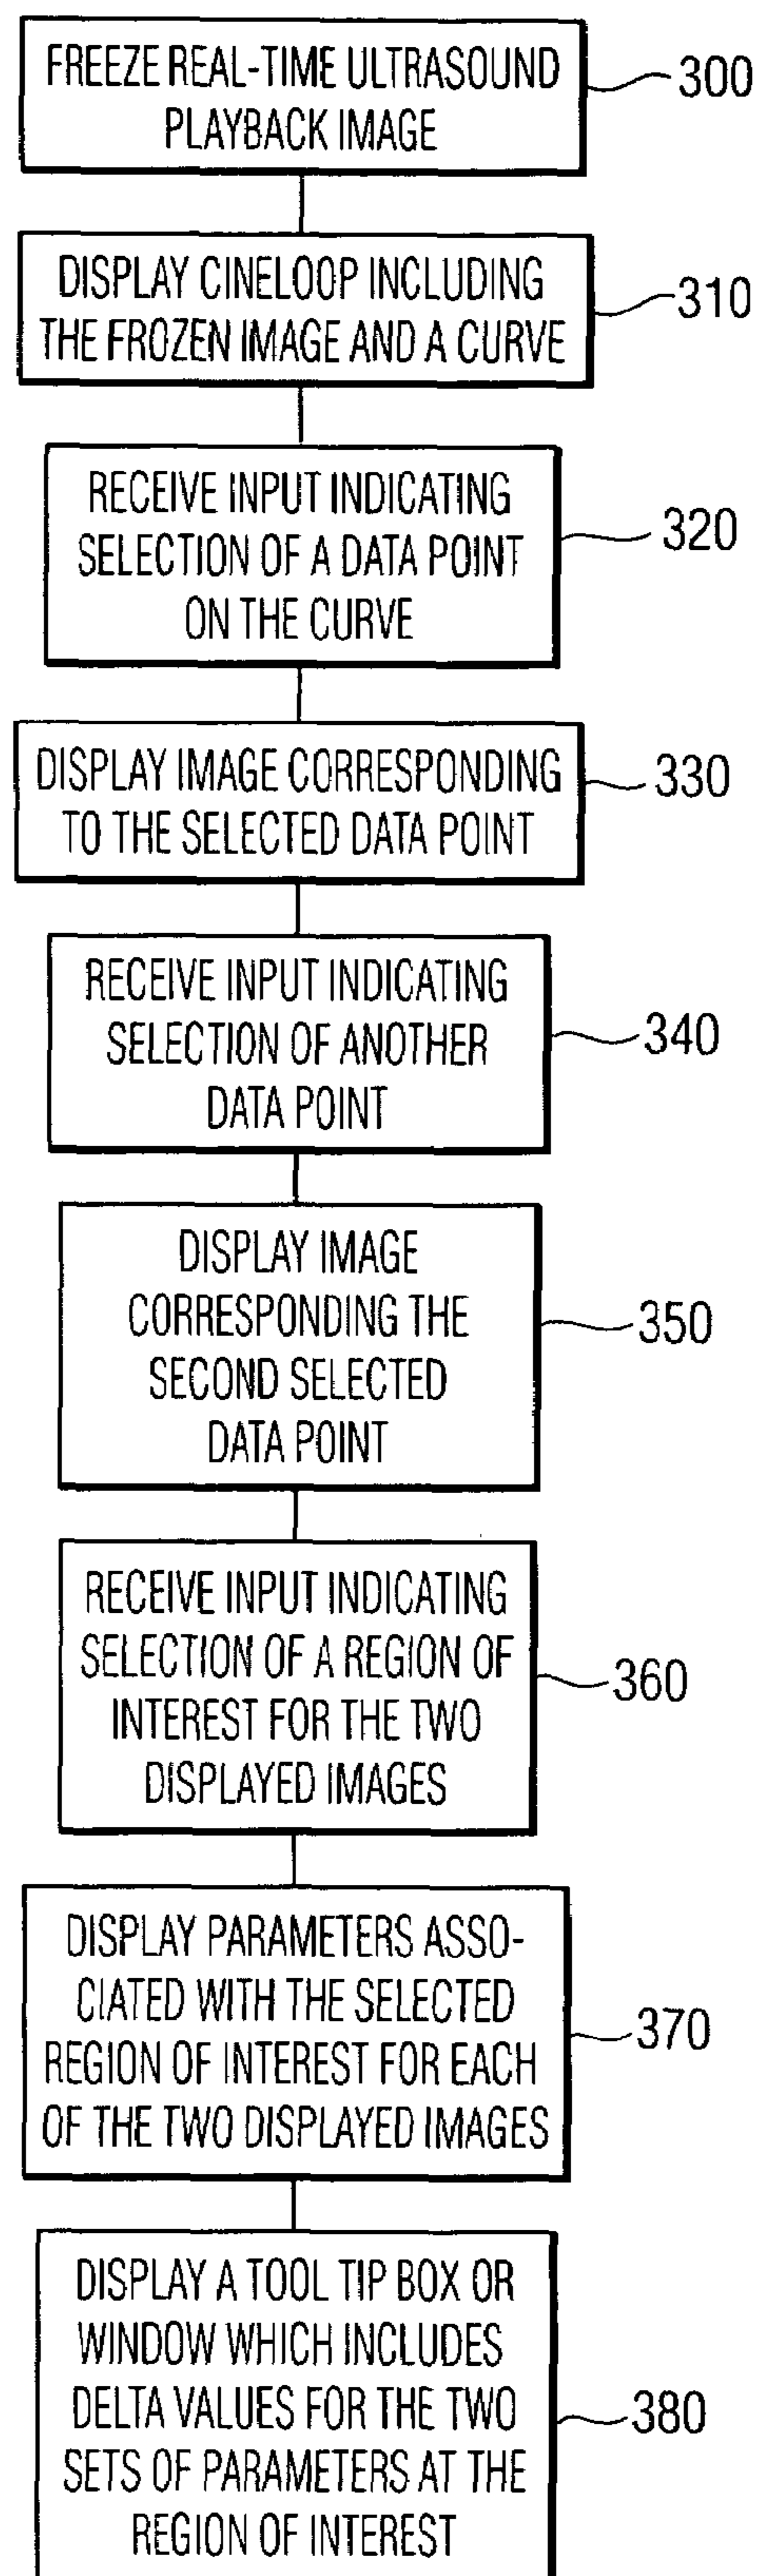 FREEZE REAL-TIME ULTRASOUND
PLAYBACK IMAGE
300
DISPLAY CINELOOP INCLUDING
THE FROZEN IMAGE AND A CURVE
310
RECEIVE INPUT INDICATING
SELECTION OF A DATA POINT
ON THE CURVE
320
DISPLAY IMAGE CORRESPONDING
TO THE SELECTED DATA POINT
330
RECEIVE INPUT INDICATING
SELECTION OF ANOTHER
DATA POINT
340
DISPLAY IMAGE
CORRESPONDING THE
SECOND SELECTED
DATA POINT
350
RECEIVE INPUT INDICATING
SELECTION OF A REGION OF
INTEREST FOR THE TWO
DISPLAYED IMAGES
360
DISPLAY PARAMETERS ASSO-
CIATED WITH THE SELECTED
REGION OF INTEREST FOR EACH
OF THE TWO DISPLAYED IMAGES
370
DISPLAY A TOOL TIP BOX OR
WINDOW WHICH INCLUDES
DELTA VALUES FOR THE TWO
SETS OF PARAMETERS AT THE
REGION OF INTEREST
380